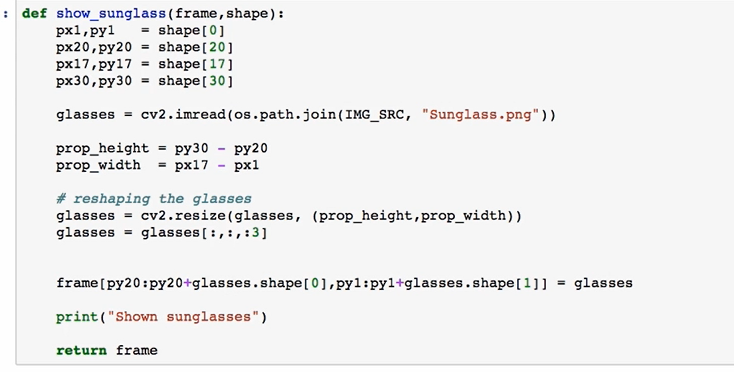 :
def show_sunglass(frame,shape):
    px1,py1   = shape[0]
    px20,py20 = shape[20]
    px17,py17 = shape[17]
    px30,py30 = shape[30]

    glasses = cv2.imread(os.path.join(IMG_SRC, "Sunglass.png"))

    prop_height = py30 - py20
    prop_width  = px17 - px1

    # reshaping the glasses
    glasses = cv2.resize(glasses, (prop_height,prop_width))
    glasses = glasses[:,:,:3]


    frame[py20:py20+glasses.shape[0],py1:py1+glasses.shape[1]] = glasses

    print("Shown sunglasses")

    return frame